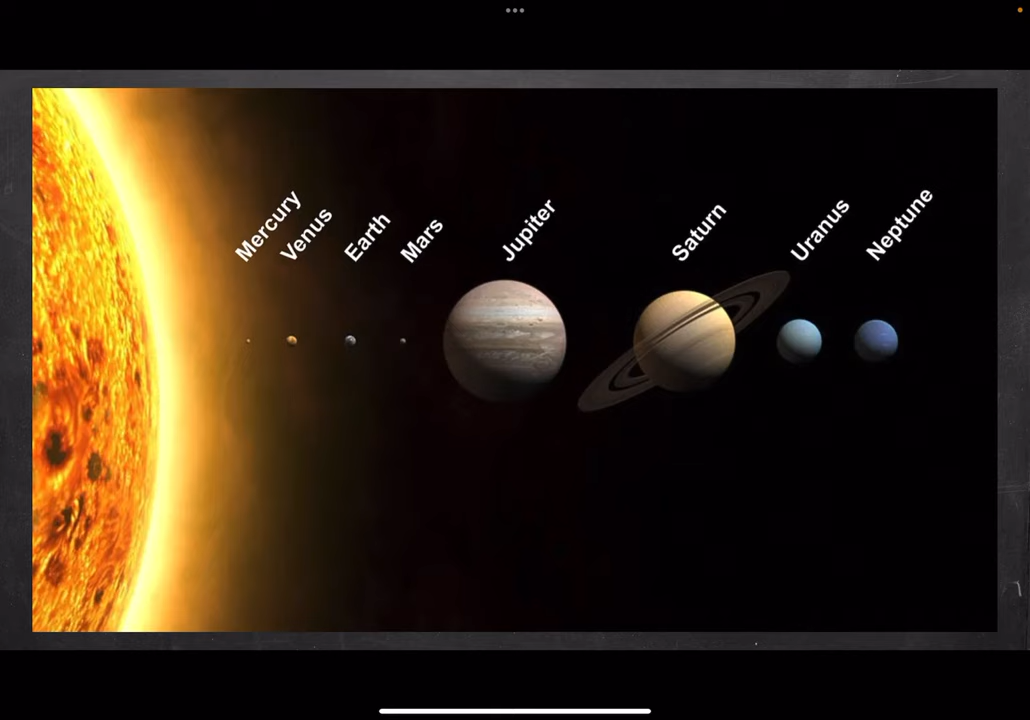 Mercury
Venus
Earth
Mars
Jupiter
Saturn
Uranus
Neptune